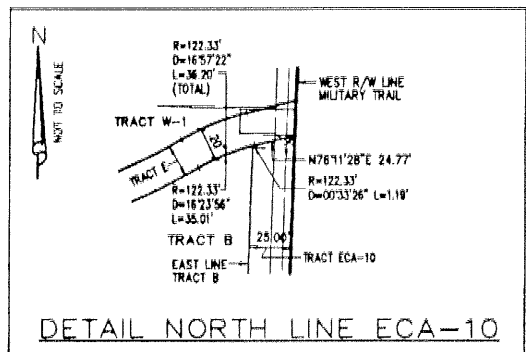 N
NOT TO SCALE
R=122.33'
D=16°57'22"
L=36.20'
(TOTAL)
WEST R/W LINE
MILITARY TRAIL
TRACT W-1
20'
TRACT E
N76°11'28"E 24.77'
R=122.33'
D=00°33'26" L=1.19'
R=122.33'
D=16°23'56"
L=35.01'
TRACT B
25.00'
TRACT ECA-10
EAST LINE
TRACT B
DETAIL NORTH LINE ECA-10